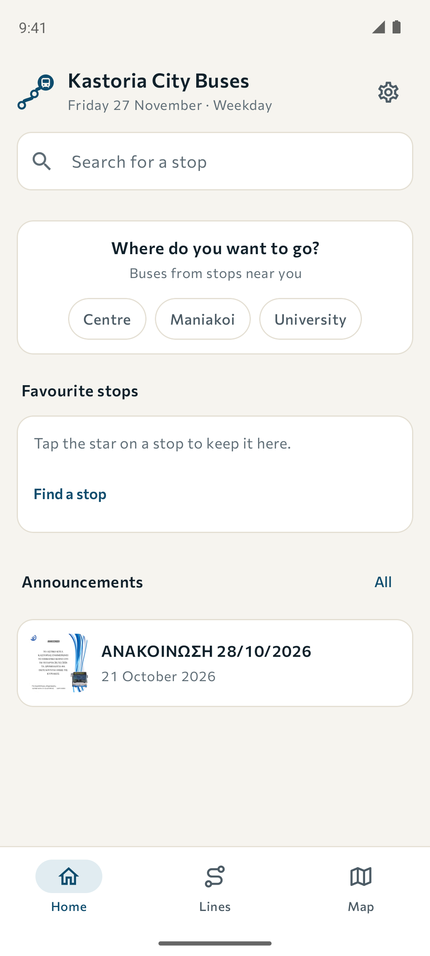 9:41
Kastoria City Buses
Friday 27 November · Weekday
Search for a stop
Where do you want to go?
Buses from stops near you
Centre
Maniakoi
University
Favourite stops
Tap the star on a stop to keep it here.
Find a stop
Announcements
All
ΑΝΑΚΟΙΝΩΣΗ 28/10/2026
21 October 2026
Home
Lines
Map